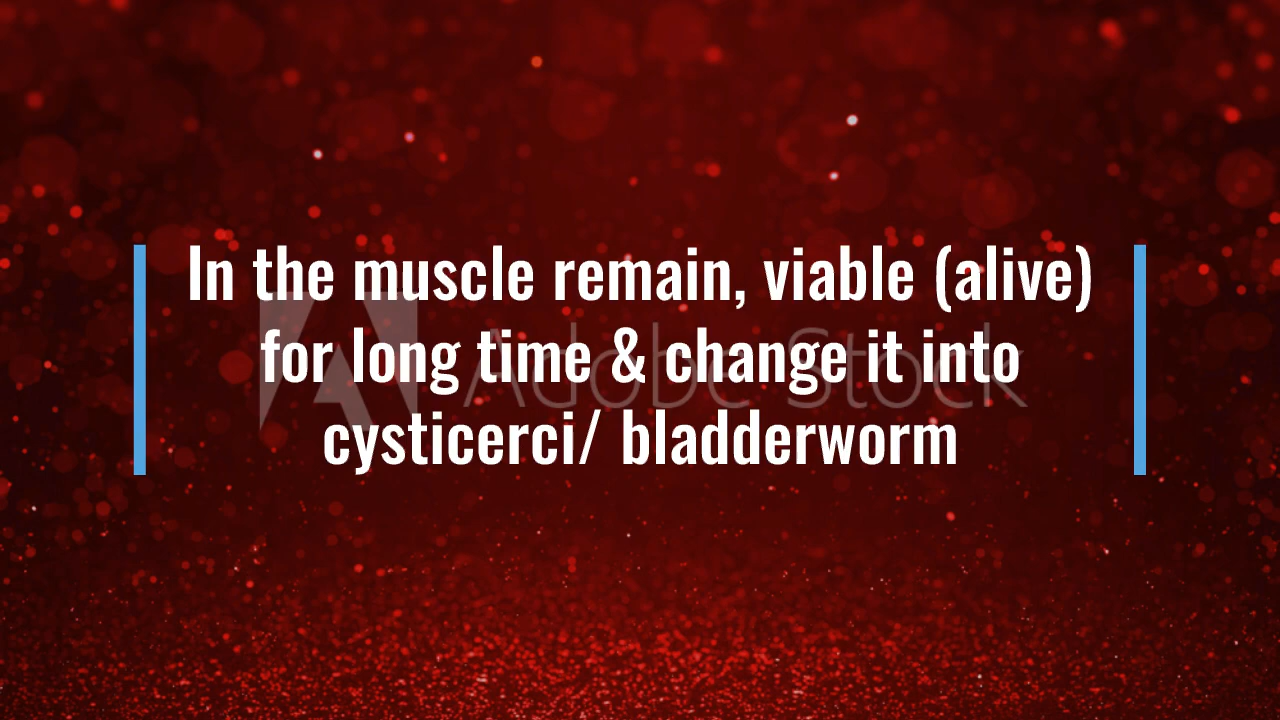 In the muscle remain, viable (alive)
for long time & change it into
cysticerci/ bladderworm
Adobe Stock